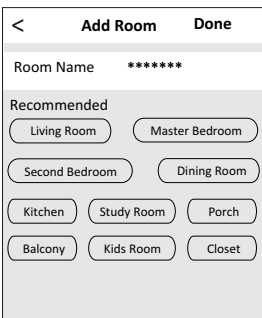 < Add Room Done
Room Name *******
Recommended
Living Room Master Bedroom
Second Bedroom Dining Room
Kitchen Study Room Porch
Balcony Kids Room Closet